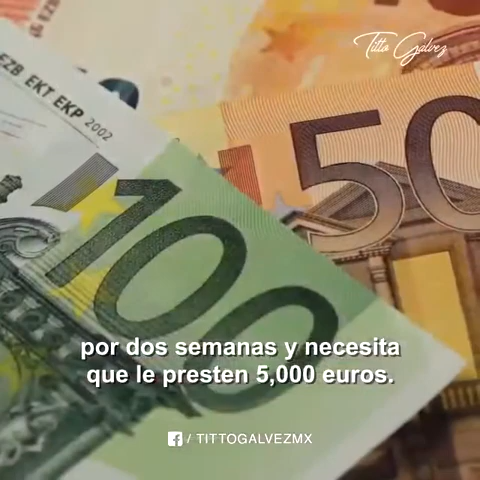 Titto Galvez
EZB EKT EKP 2002
50
100
por dos semanas y necesita
que le presten 5,000 euros.
/ TITTOGALVEZMX